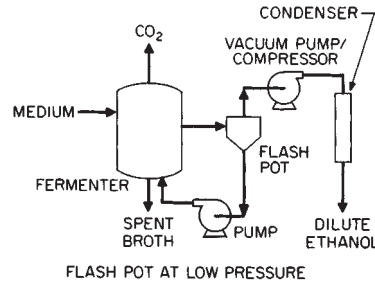 CONDENSER
CO2
VACUUM PUMP/
COMPRESSOR
MEDIUM
FLASH
POT
FERMENTER
SPENT
BROTH
PUMP
DILUTE
ETHANOL
FLASH POT AT LOW PRESSURE